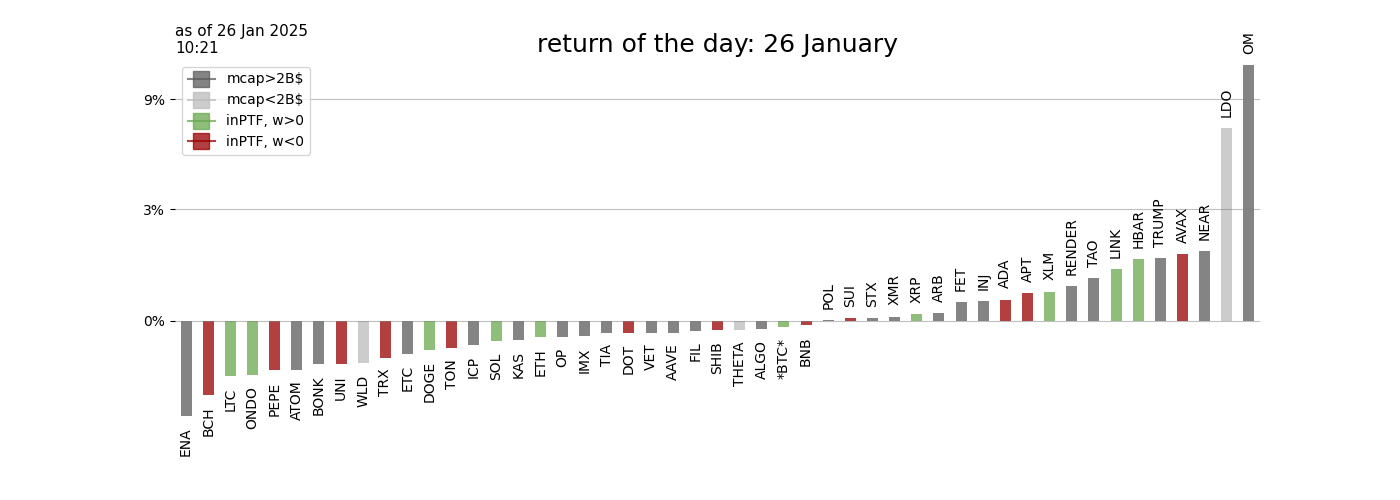 as of 26 Jan 2025
10:21
return of the day: 26 January
mcap>2B$
mcap<2B$
inPTF, w>0
inPTF, w<0
9%
3%
0%
ENA
BCH
LTC
ONDO
PEPE
ATOM
BONK
UNI
WLD
TRX
ETC
DOGE
TON
ICP
SOL
KAS
ETH
OP
IMX
TIA
DOT
VET
AAVE
FIL
SHIB
THETA
ALGO
*BTC*
BNB
POL
SUI
STX
XMR
XRP
ARB
FET
INJ
ADA
APT
XLM
RENDER
TAO
LINK
HBAR
TRUMP
AVAX
NEAR
LDO
OM